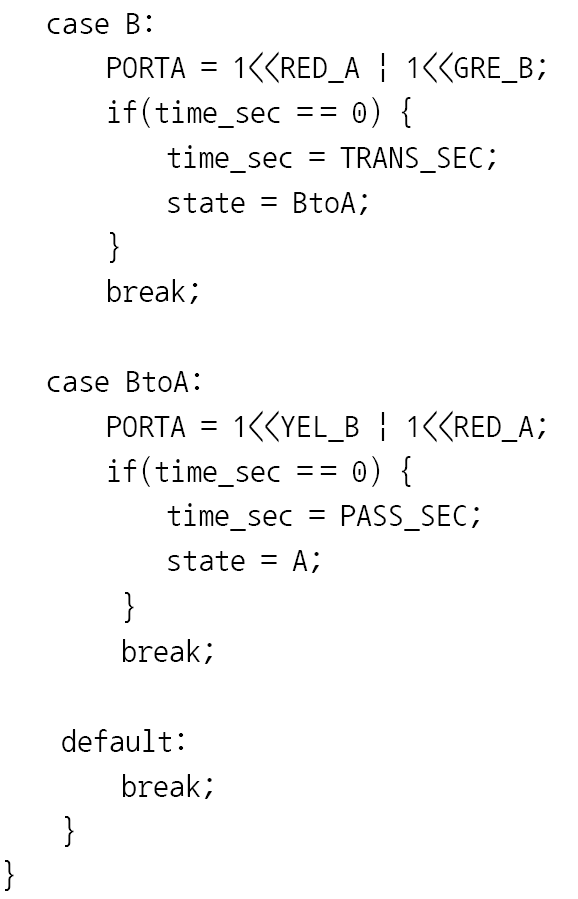 case B:
PORTA = 1<<RED_A ¦ 1<<GRE_B;
if(time_sec == 0) {
time_sec = TRANS_SEC;
state = BtoA;
}
break;
case BtoA:
PORTA = 1<<YEL_B ¦ 1<<RED_A;
if(time_sec == 0) {
time_sec = PASS_SEC;
state = A;
}
break;
default:
break;
}
}